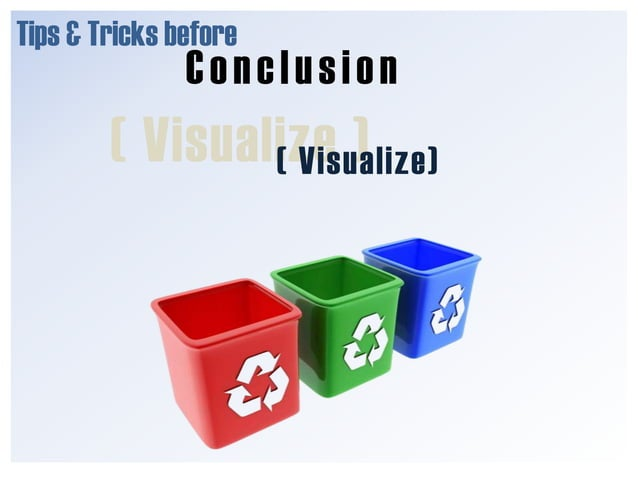 Tips & Tricks before
Conclusion
( Visualize )
( Visualize)